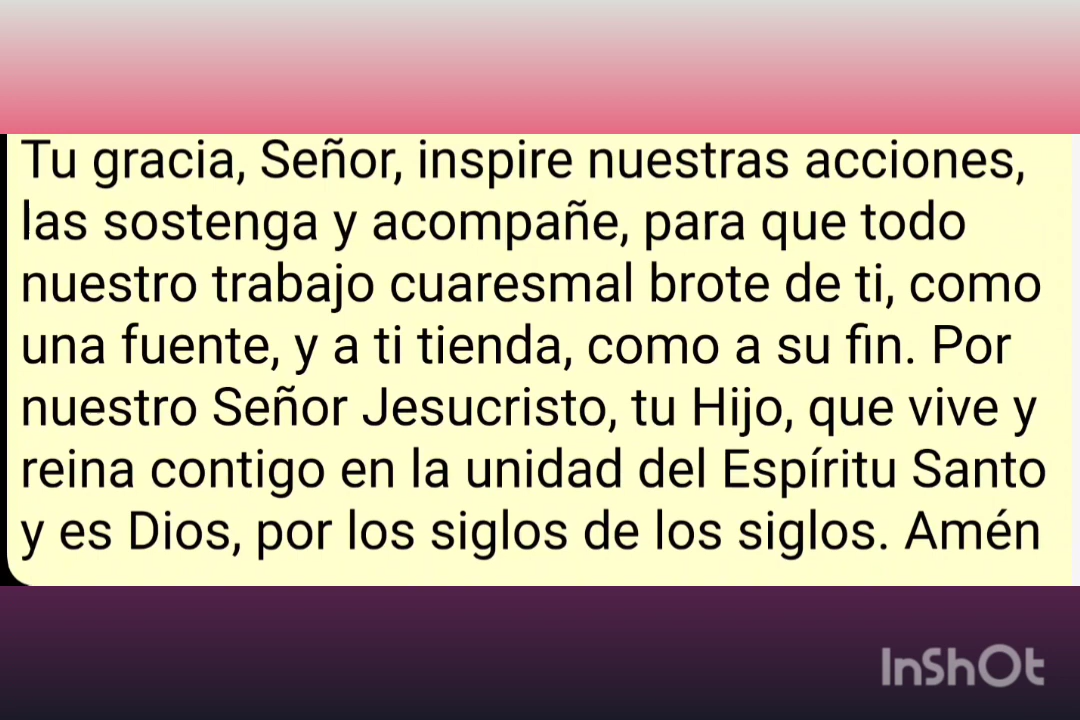 Tu gracia, Señor, inspire nuestras acciones,
las sostenga y acompañe, para que todo
nuestro trabajo cuaresmal brote de ti, como
una fuente, y a ti tienda, como a su fin. Por
nuestro Señor Jesucristo, tu Hijo, que vive y
reina contigo en la unidad del Espíritu Santo
y es Dios, por los siglos de los siglos. Amén
InShOt